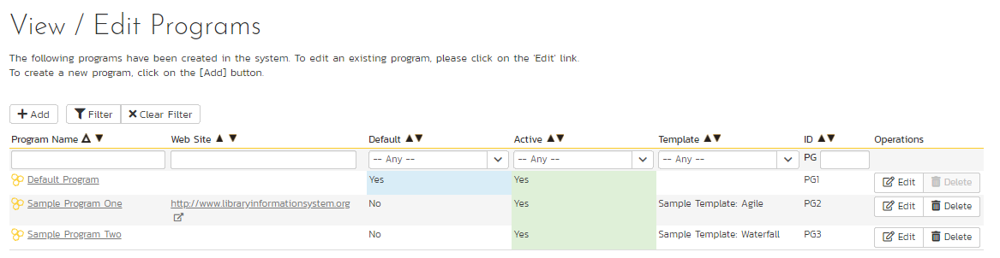 View / Edit Programs
The following programs have been created in the system. To edit an existing program, please click on the 'Edit' link.
To create a new program, click on the [Add] button.
Add Filter Clear Filter
Program Name Web Site Default Active Template ID Operations
-- Any -- -- Any -- -- Any -- PG
Default Program Yes Yes PG1 Edit Delete
Sample Program One http://www.libraryinformationsystem.org No Yes Sample Template: Agile PG2 Edit Delete
Sample Program Two No Yes Sample Template: Waterfall PG3 Edit Delete